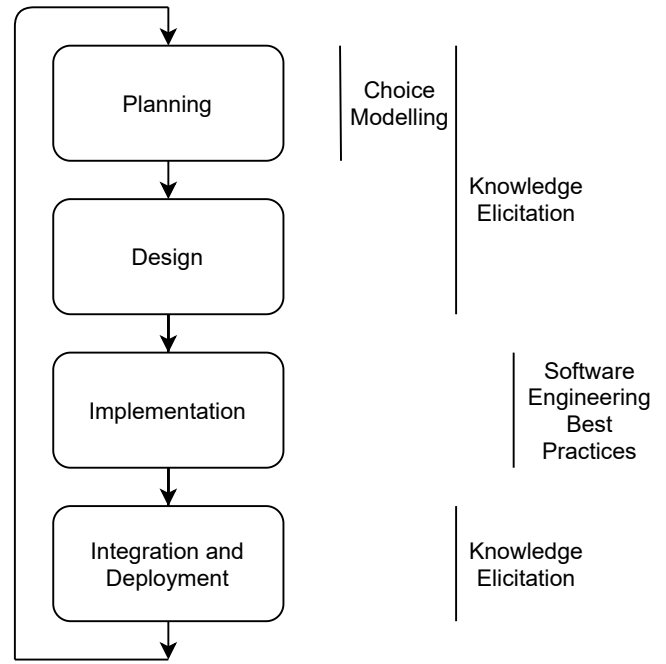 Planning
Choice
Modelling
Knowledge
Elicitation
Design
Implementation
Software
Engineering
Best
Practices
Integration and
Deployment
Knowledge
Elicitation